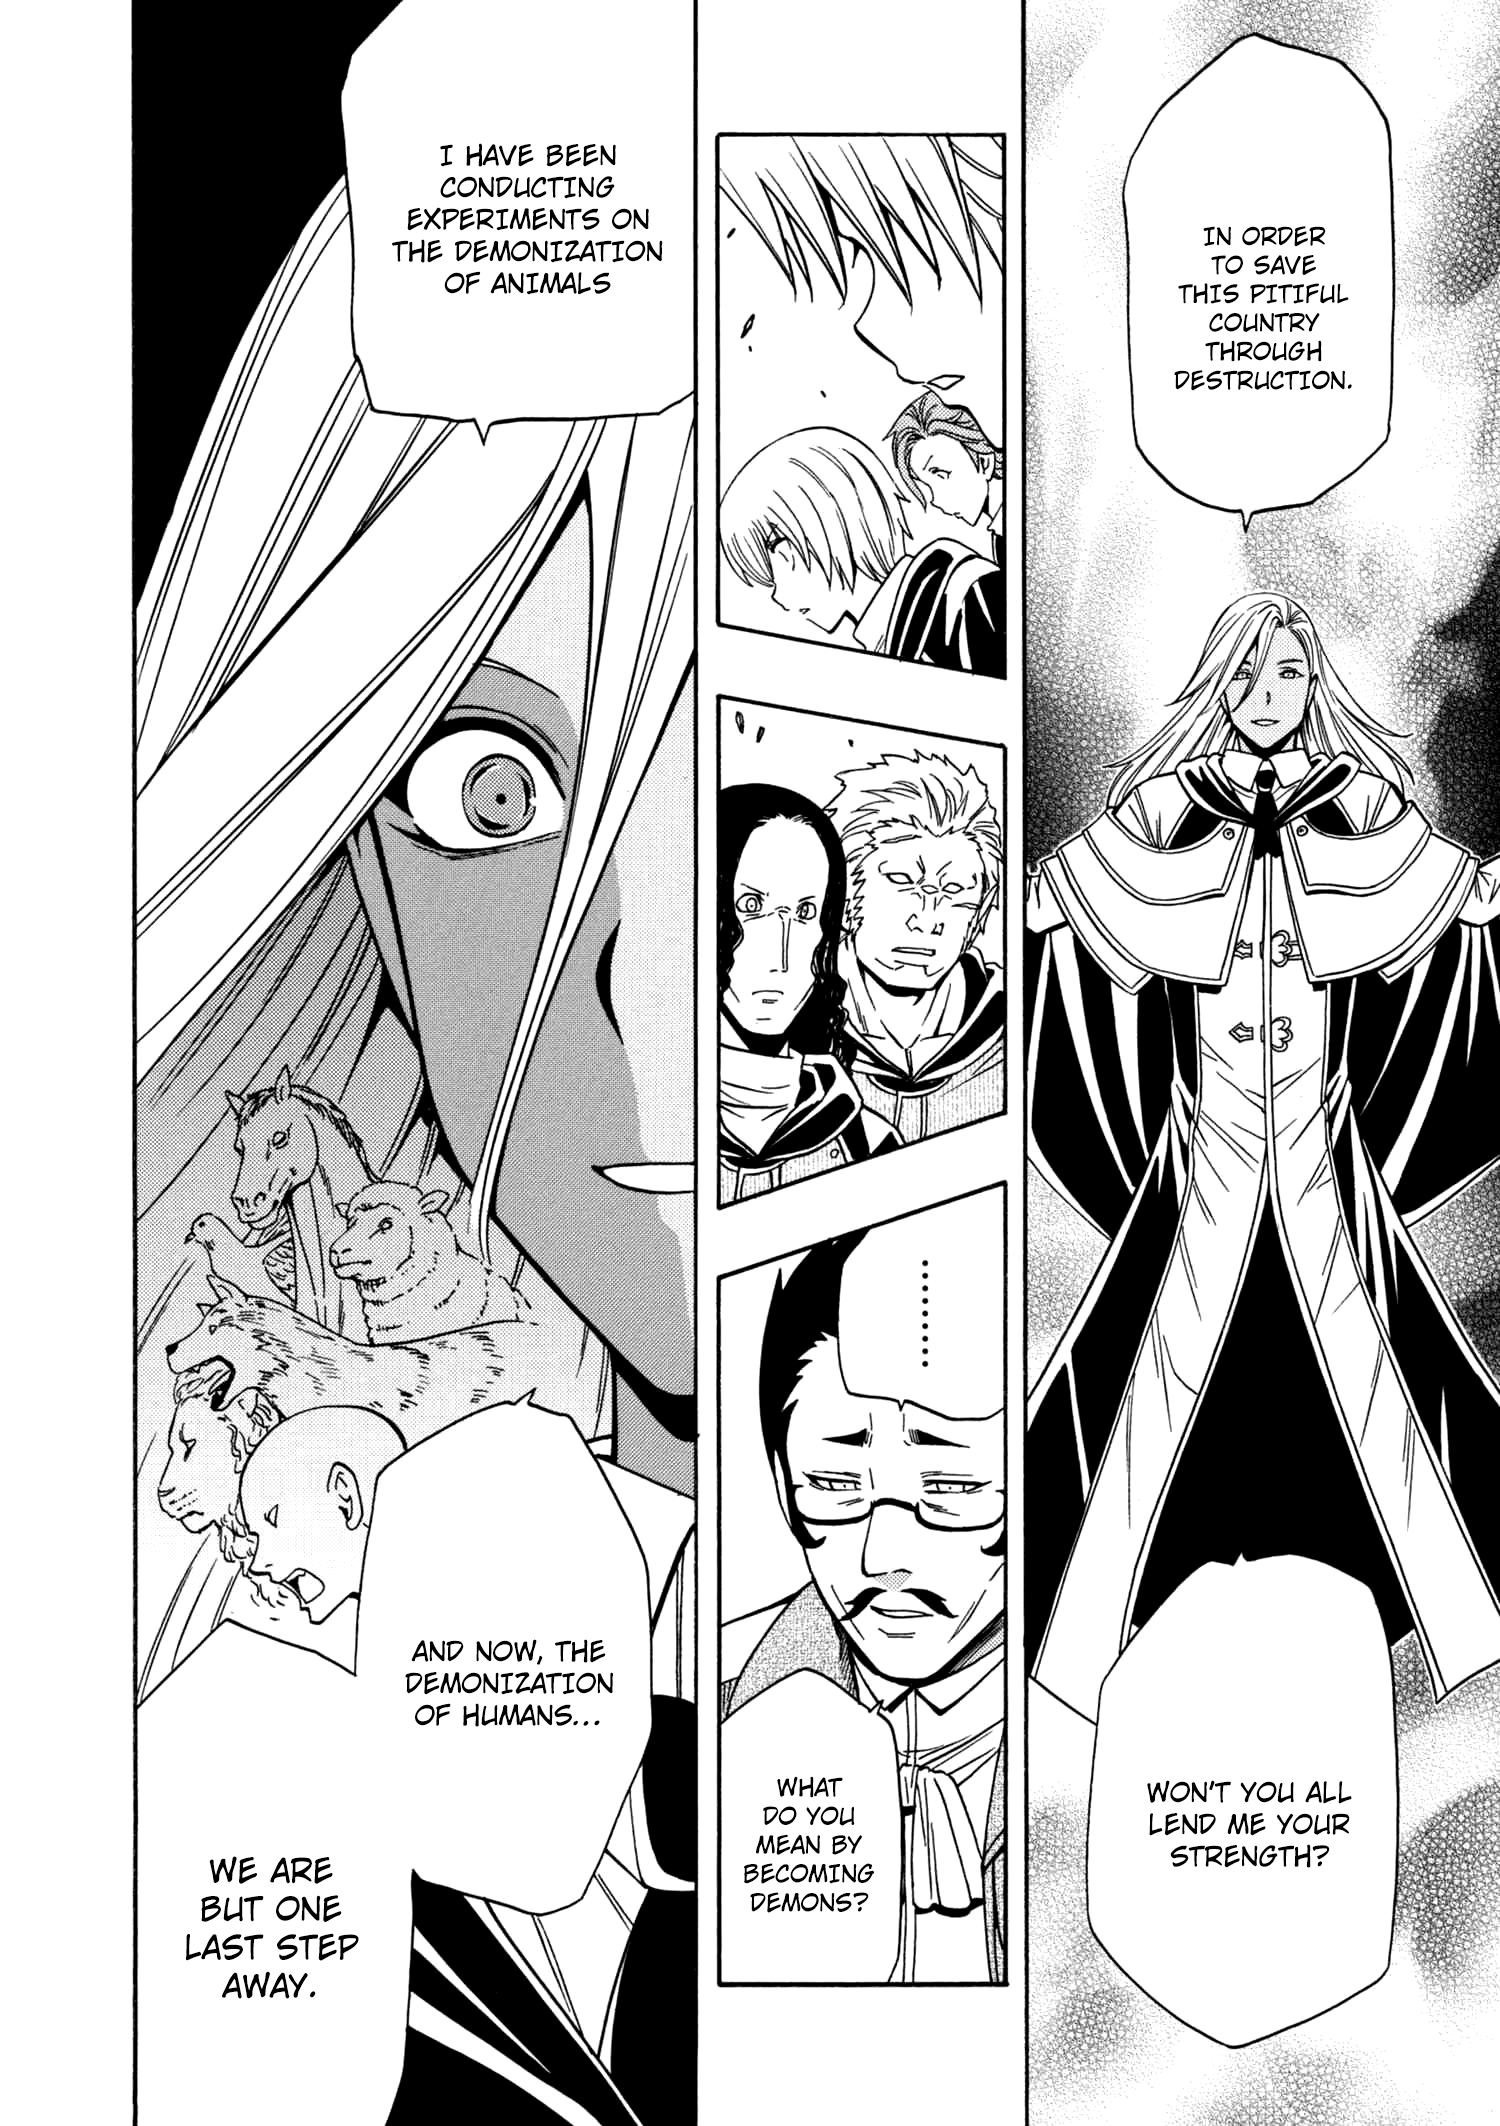 IN ORDER
TO SAVE
THIS PITIFUL
COUNTRY
THROUGH
DESTRUCTION.
WON'T YOU ALL
LEND ME YOUR
STRENGTH?
........
WHAT
DO YOU
MEAN BY
BECOMING
DEMONS?
I HAVE BEEN
CONDUCTING
EXPERIMENTS ON
THE DEMONIZATION
OF ANIMALS
AND NOW, THE
DEMONIZATION
OF HUMANS...
WE ARE
BUT ONE
LAST STEP
AWAY.